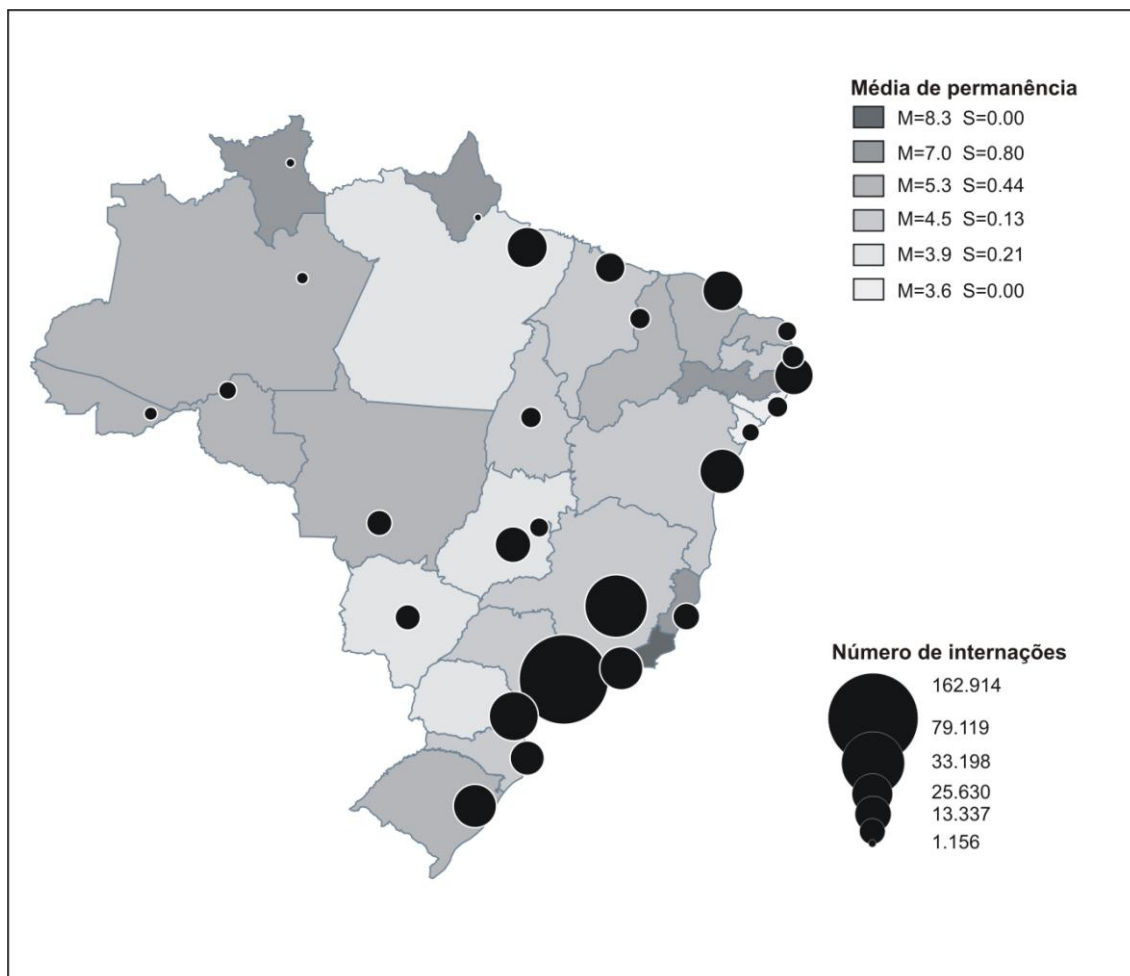 Média de permanência
M=8.3 S=0.00
M=7.0 S=0.80
M=5.3 S=0.44
M=4.5 S=0.13
M=3.9 S=0.21
M=3.6 S=0.00
Número de internações
162.914
79.119
33.198
25.630
13.337
1.156